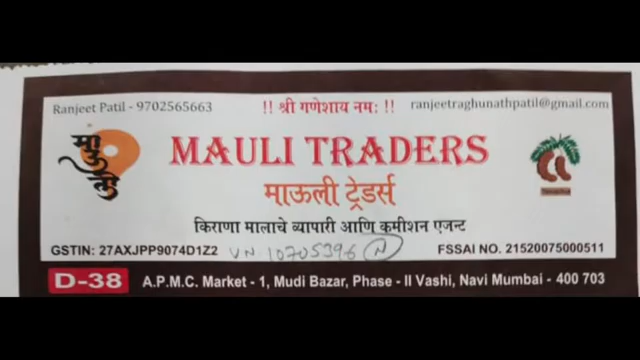 Ranjeet Patil - 9702565663 !! श्री गणेशाय नम: !! ranjeetraghunathpatil@gmail.com
माउली
MAULI TRADERS
माऊली ट्रेडर्स
किराणा मालाचे व्यापारी आणि कमीशन एजन्ट
GSTIN: 27AXJPP9074D1Z2 VN 10705396 N FSSAI NO. 21520075000511
D-38 A.P.M.C. Market - 1, Mudi Bazar, Phase - II Vashi, Navi Mumbai - 400 703